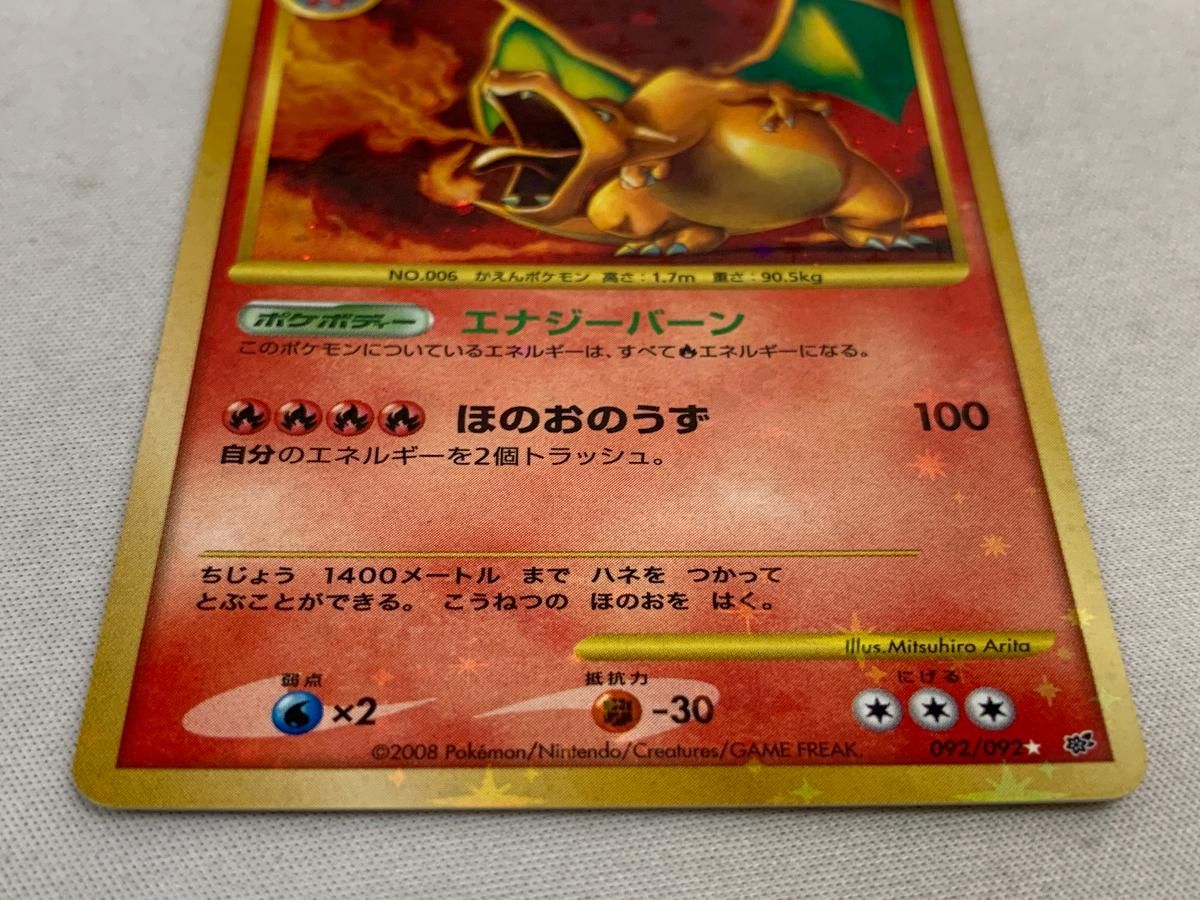 NO.006 かえんポケモン 高さ:1.7m 重さ:90.5kg
ポケボディー エナジーバーン
このポケモンについているエネルギーは、すべてエネルギーになる。
ほのおのうず 100
自分のエネルギーを2個トラッシュ。
ちじょう 1400メートル まで ハネを つかって
とぶことができる。 こうねつの ほのおを はく。
Illus.Mitsuhiro Arita
弱点 抵抗力 にげる
×2 -30
©2008 Pokémon/Nintendo/Creatures/GAME FREAK. 092/092★